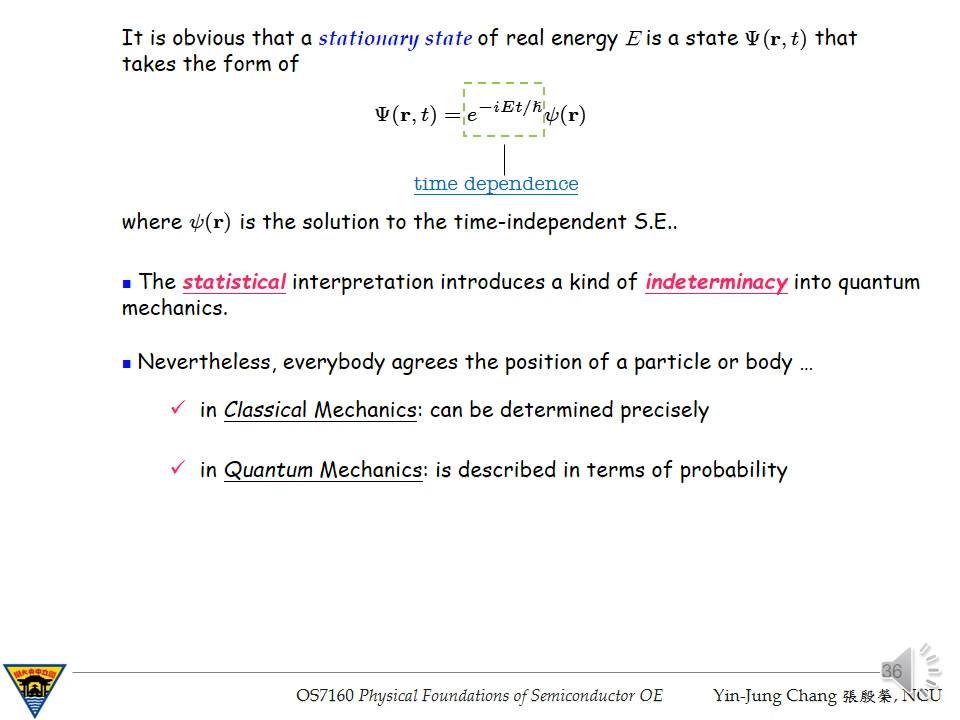 It is obvious that a stationary state of real energy E is a state Ψ(r, t) that
takes the form of
Ψ(r, t) = e^{−iEt/ħ} ψ(r)
time dependence
where ψ(r) is the solution to the time-independent S.E..
▪ The statistical interpretation introduces a kind of indeterminacy into quantum
mechanics.
▪ Nevertheless, everybody agrees the position of a particle or body …
✓ in Classical Mechanics: can be determined precisely
✓ in Quantum Mechanics: is described in terms of probability
36
OS7160 Physical Foundations of Semiconductor OE Yin-Jung Chang 張殷榮, NCU